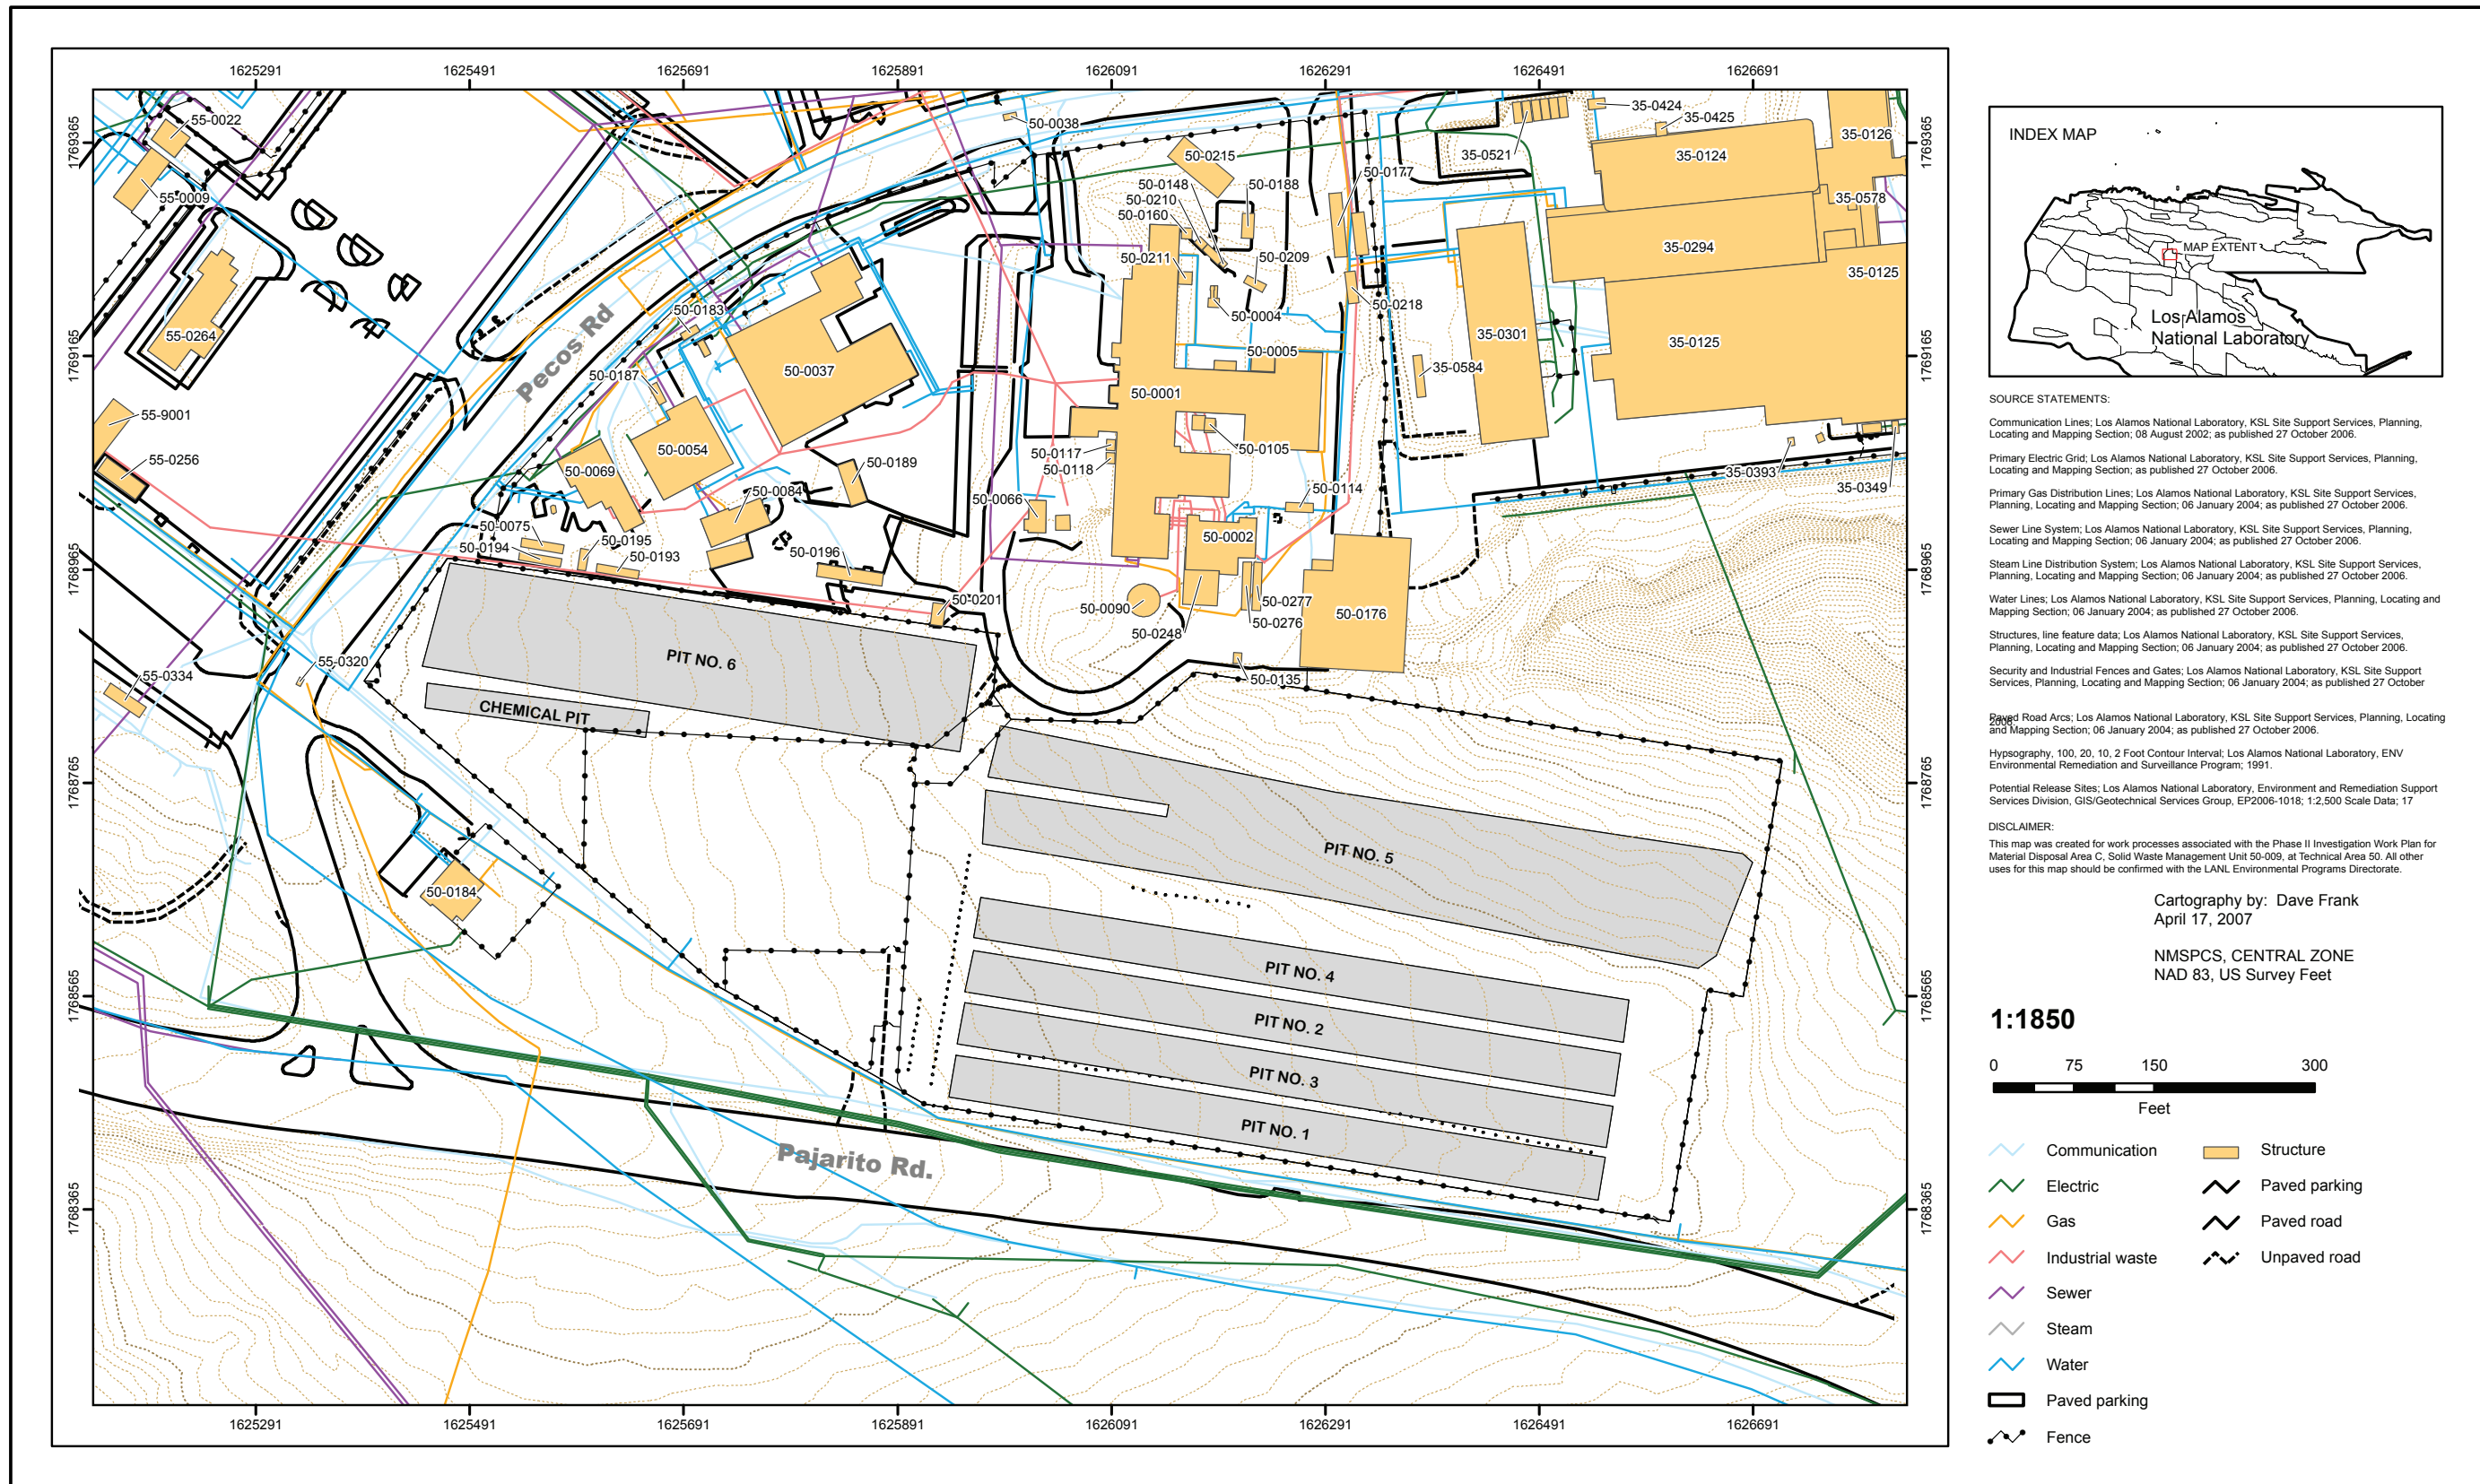 1625291 1625491 1625691 1625891 1626091 1626291 1626491 1626691
1769365
1769165
1768965
1768765
1768565
1768365
1769365
1769165
1768965
1768765
1768565
1768365
55-0022
55-0009
55-0264
55-9001
55-0256
55-0334
55-0320
50-0038
50-0215
50-0148
50-0188
50-0210
50-0160
50-0177
50-0211
50-0209
50-0218
50-0004
50-0005
50-0183
50-0037
50-0187
50-0001
50-0054
50-0069
50-0189
50-0117
50-0118
50-0105
50-0084
50-0066
50-0114
50-0075
50-0194
50-0195
50-0193
50-0196
50-0002
50-0201
50-0090
50-0277
50-0276
50-0248
50-0176
50-0135
50-0184
35-0424
35-0425
35-0521
35-0124
35-0126
35-0578
35-0294
35-0125
35-0301
35-0125
35-0584
35-0393
35-0349
Pecos Rd
PIT NO. 6
CHEMICAL PIT
PIT NO. 5
PIT NO. 4
PIT NO. 2
PIT NO. 3
PIT NO. 1
Pajarito Rd.
1625291 1625491 1625691 1625891 1626091 1626291 1626491 1626691
INDEX MAP
MAP EXTENT
Los Alamos
National Laboratory
SOURCE STATEMENTS:
Communication Lines; Los Alamos National Laboratory, KSL Site Support Services, Planning,
Locating and Mapping Section; 08 August 2002; as published 27 October 2006.
Primary Electric Grid; Los Alamos National Laboratory, KSL Site Support Services, Planning,
Locating and Mapping Section; as published 27 October 2006.
Primary Gas Distribution Lines; Los Alamos National Laboratory, KSL Site Support Services,
Planning, Locating and Mapping Section; 06 January 2004; as published 27 October 2006.
Sewer Line System; Los Alamos National Laboratory, KSL Site Support Services, Planning,
Locating and Mapping Section; 06 January 2004; as published 27 October 2006.
Steam Line Distribution System; Los Alamos National Laboratory, KSL Site Support Services,
Planning, Locating and Mapping Section; 06 January 2004; as published 27 October 2006.
Water Lines; Los Alamos National Laboratory, KSL Site Support Services, Planning, Locating and
Mapping Section; 06 January 2004; as published 27 October 2006.
Structures, line feature data; Los Alamos National Laboratory, KSL Site Support Services,
Planning, Locating and Mapping Section; 06 January 2004; as published 27 October 2006.
Security and Industrial Fences and Gates; Los Alamos National Laboratory, KSL Site Support
Services, Planning, Locating and Mapping Section; 06 January 2004; as published 27 October
2006.
Paved Road Arcs; Los Alamos National Laboratory, KSL Site Support Services, Planning, Locating
and Mapping Section; 06 January 2004; as published 27 October 2006.
Hypsography, 100, 20, 10, 2 Foot Contour Interval; Los Alamos National Laboratory, ENV
Environmental Remediation and Surveillance Program; 1991.
Potential Release Sites; Los Alamos National Laboratory, Environment and Remediation Support
Services Division, GIS/Geotechnical Services Group, EP2006-1018; 1:2,500 Scale Data; 17
DISCLAIMER:
This map was created for work processes associated with the Phase II Investigation Work Plan for
Material Disposal Area C, Solid Waste Management Unit 50-009, at Technical Area 50. All other
uses for this map should be confirmed with the LANL Environmental Programs Directorate.
Cartography by: Dave Frank
April 17, 2007
NMSPCS, CENTRAL ZONE
NAD 83, US Survey Feet
1:1850
0 75 150 300
Feet
Communication
Electric
Gas
Industrial waste
Sewer
Steam
Water
Paved parking
Fence
Structure
Paved parking
Paved road
Unpaved road